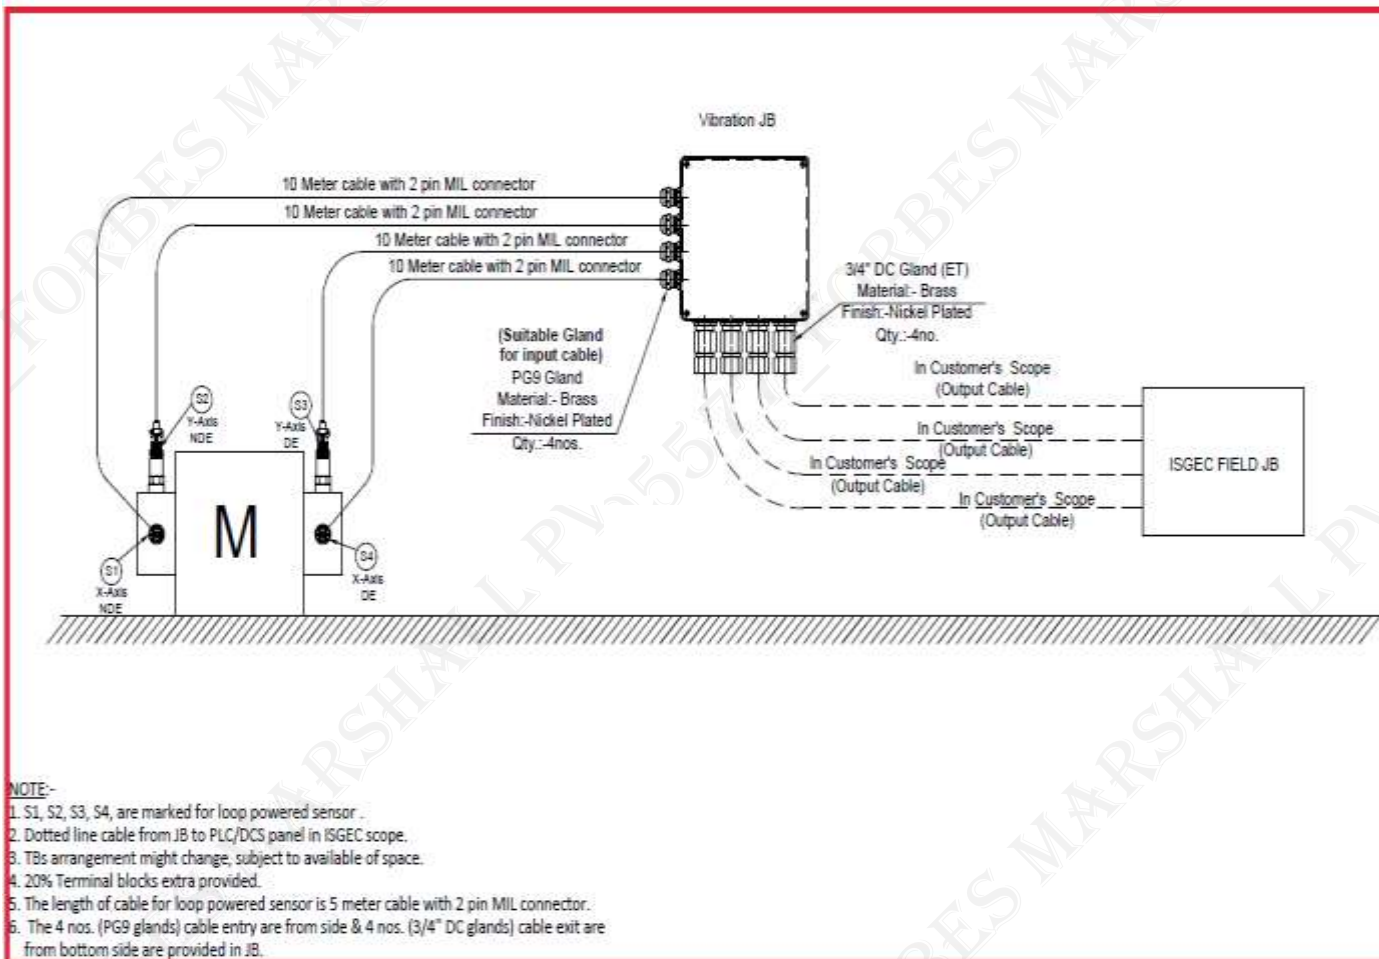 Vibration JB
10 Meter cable with 2 pin MIL connector
10 Meter cable with 2 pin MIL connector
10 Meter cable with 2 pin MIL connector
10 Meter cable with 2 pin MIL connector
3/4" DC Gland (ET)
Material:- Brass
Finish:-Nickel Plated
Qty.:-4no.
(Suitable Gland
for input cable)
PG9 Gland
Material:- Brass
Finish:-Nickel Plated
Qty.:-4nos.
In Customer's Scope
(Output Cable)
In Customer's Scope
(Output Cable)
In Customer's Scope
(Output Cable)
In Customer's Scope
(Output Cable)
ISGEC FIELD JB
S2
Y-Axis
NDE
S3
Y-Axis
DE
M
S1
X-Axis
NDE
S4
X-Axis
DE
NOTE:-
1. S1, S2, S3, S4, are marked for loop powered sensor .
2. Dotted line cable from JB to PLC/DCS panel in ISGEC scope.
3. TBs arrangement might change, subject to available of space.
4. 20% Terminal blocks extra provided.
5. The length of cable for loop powered sensor is 5 meter cable with 2 pin MIL connector.
6. The 4 nos. (PG9 glands) cable entry are from side & 4 nos. (3/4" DC glands) cable exit are
from bottom side are provided in JB.